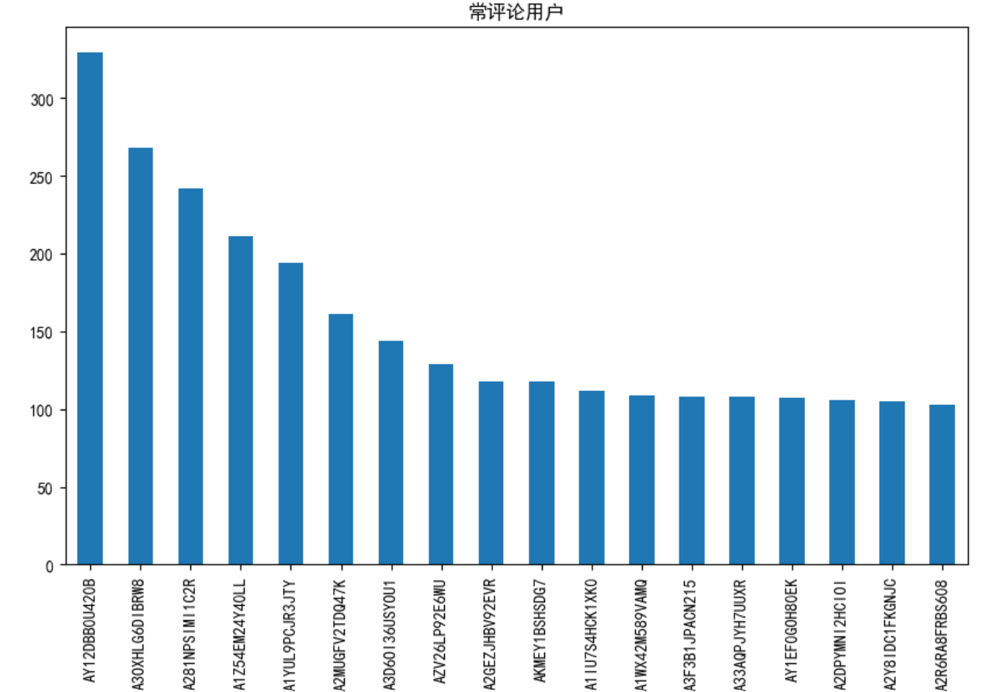 常评论用户
300
250
200
150
100
50
0
AY12DBB0U420B
A3OXHLG6DIBRW8
A281NPSIMI1C2R
A1Z54EM24Y40LL
A1YUL9PCJR3JTY
A2MUGFV2TDQ47K
A3D6OI36USYOU1
AZV26LP92E6WU
A2GEZJHBV92EVR
AKMEY1BSHSDG7
A1IU7S4HCK1XK0
A1WX42M589VAMQ
A3F3B1JPACN215
A33AQPJYH7UUXR
AY1EF0GOH80EK
A2DPYMNI2HCIOI
A2Y8IDC1FKGNJC
A2R6RA8FRBS608